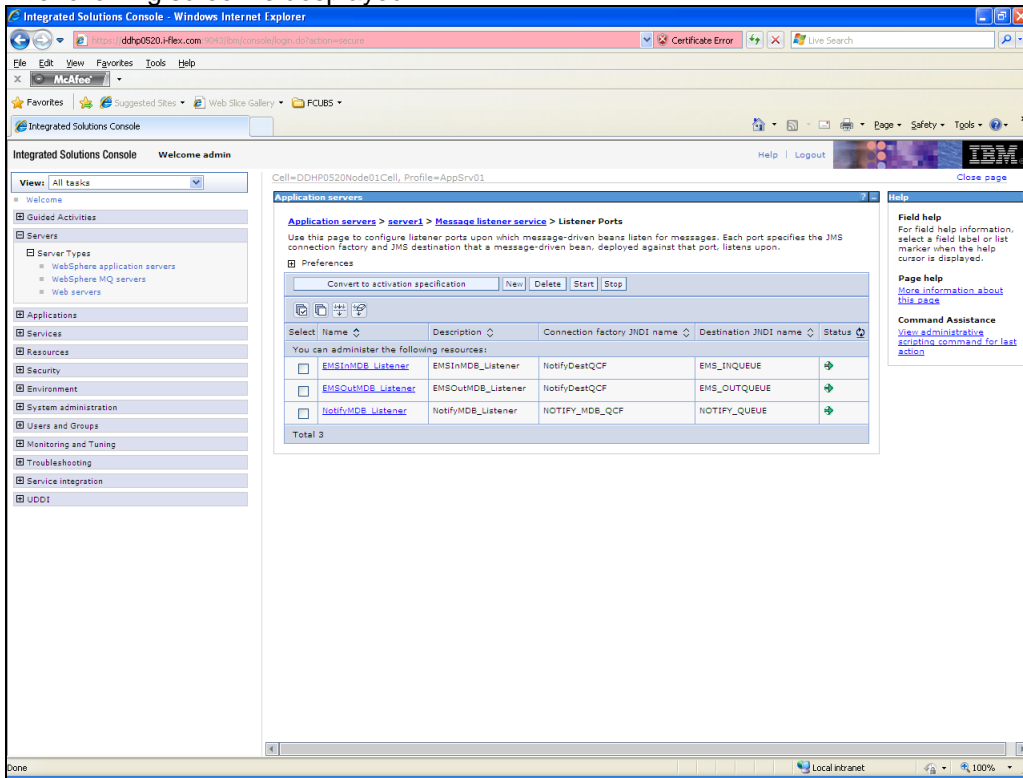 Integrated Solutions Console - Windows Internet Explorer
https://ddhp0520.i-flex.com:9043/ibm/console/login.do?action=secure
Certificate Error
Live Search
File Edit View Favorites Tools Help
X McAfee
Favorites Suggested Sites Web Slice Gallery FCUBS
Integrated Solutions Console
Page Safety Tools
Integrated Solutions Console Welcome admin
Help | Logout
IBM.
View: All tasks
Welcome
Guided Activities
Servers
Server Types
WebSphere application servers
WebSphere MQ servers
Web servers
Applications
Services
Resources
Security
Environment
System administration
Users and Groups
Monitoring and Tuning
Troubleshooting
Service integration
UDDI
Cell=DDHP0520Node01Cell, Profile=AppSrv01
Close page
Application servers ? -
Application servers > server1 > Message listener service > Listener Ports
Use this page to configure listener ports upon which message-driven beans listen for messages. Each port specifies the JMS
connection factory and JMS destination that a message-driven bean, deployed against that port, listens upon.
Preferences
Convert to activation specification New Delete Start Stop
Select Name Description Connection factory JNDI name Destination JNDI name Status
You can administer the following resources:
EMSInMDB_Listener EMSInMDB_Listener NotifyDestQCF EMS_INQUEUE
EMSOutMDB_Listener EMSOutMDB_Listener NotifyDestQCF EMS_OUTQUEUE
NotifyMDB_Listener NotifyMDB_Listener NOTIFY_MDB_QCF NOTIFY_QUEUE
Total 3
Help
Field help
For field help information,
select a field label or list
marker when the help
cursor is displayed.
Page help
More information about
this page
Command Assistance
View administrative
scripting command for last
action
Done
Local intranet
100%